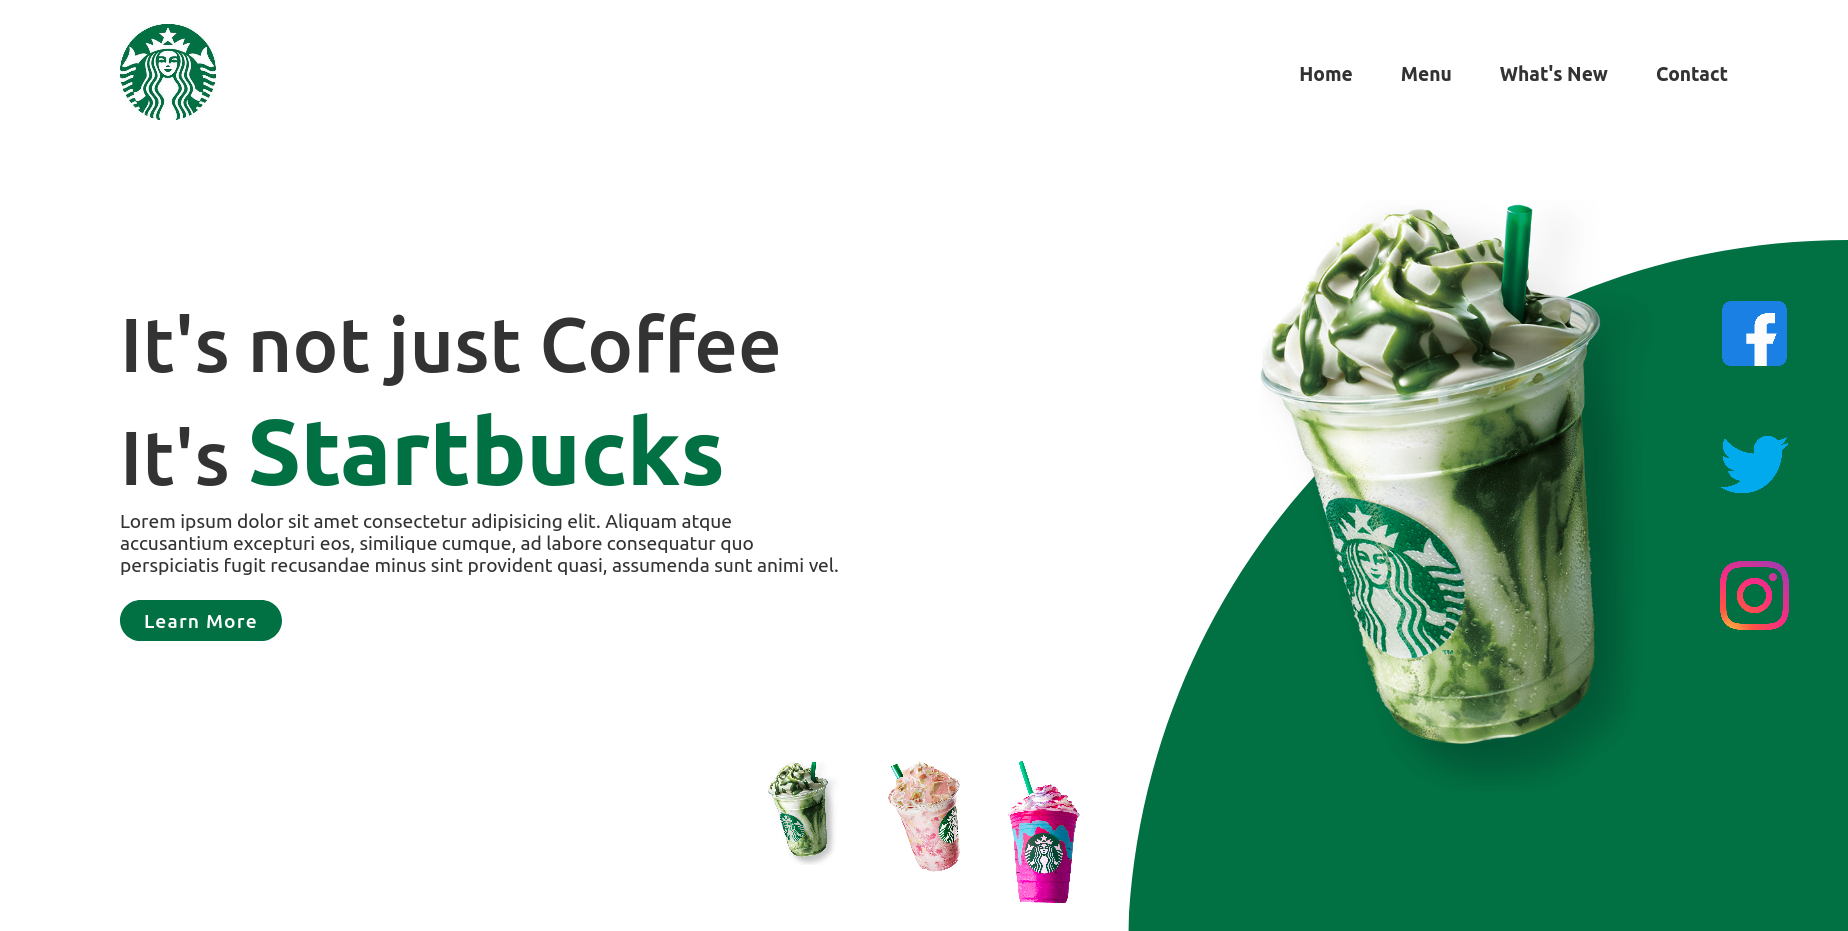 Home Menu What's New Contact
It's not just Coffee
It's Startbucks
Lorem ipsum dolor sit amet consectetur adipisicing elit. Aliquam atque
accusantium excepturi eos, similique cumque, ad labore consequatur quo
perspiciatis fugit recusandae minus sint provident quasi, assumenda sunt animi vel.
Learn More
TM